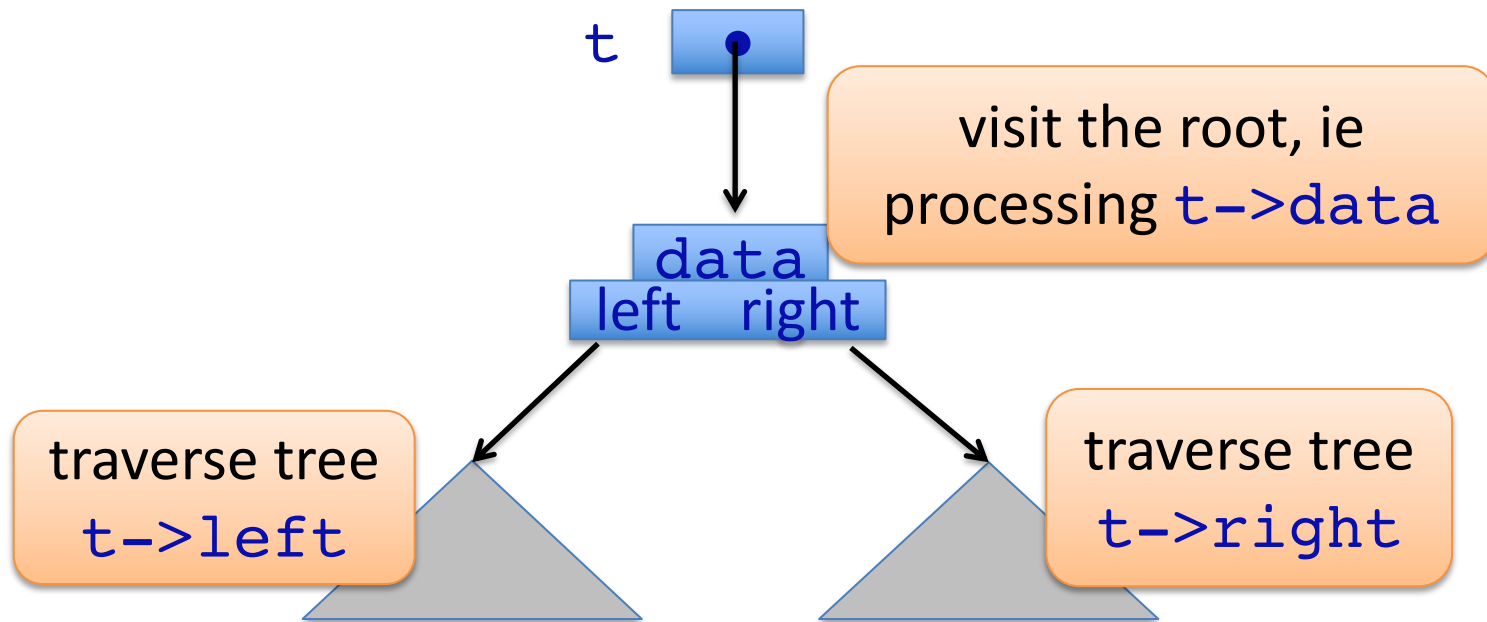 t
visit the root, ie
processing t->data
data
left right
traverse tree
t->left
traverse tree
t->right